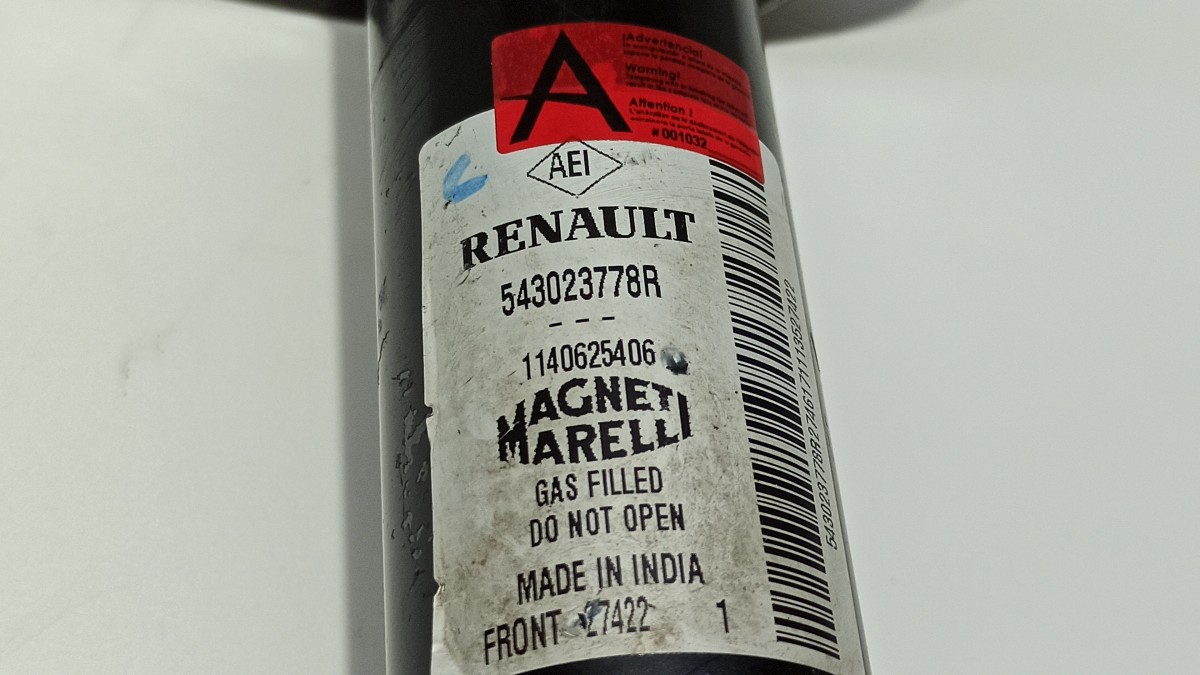 A
¡Advertencia!
Warning!
Attention !
#001032
AEI
RENAULT
543023778R
- - -
1140625406
MAGNETI
MARELLI
GAS FILLED
DO NOT OPEN
MADE IN INDIA
FRONT 27422 1